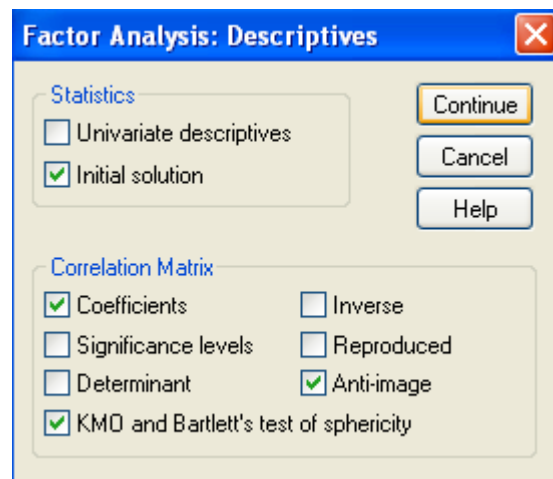 Factor Analysis: Descriptives
Statistics
Univariate descriptives
Initial solution
Continue
Cancel
Help
Correlation Matrix
Coefficients
Inverse
Significance levels
Reproduced
Determinant
Anti-image
KMO and Bartlett's test of sphericity